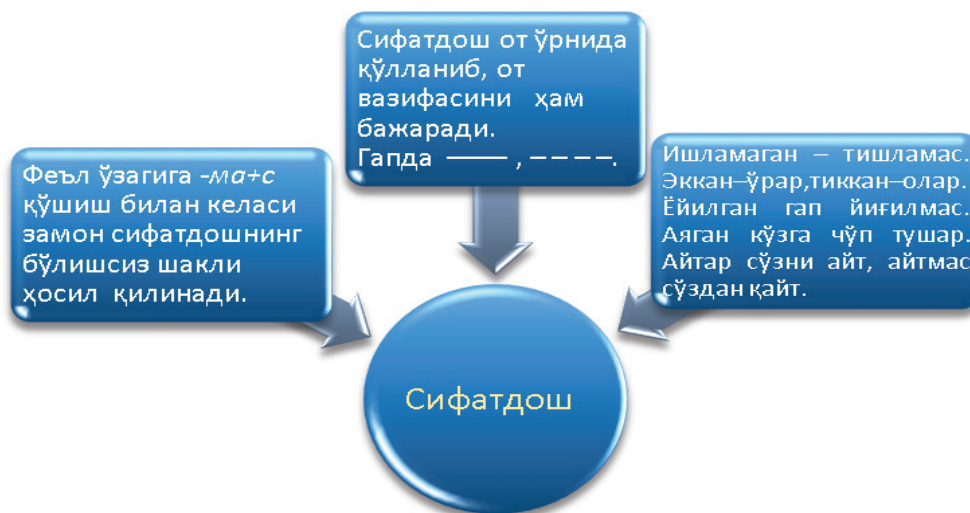 Сифатдош от ўрнида
қўлланиб, от
вазифасини ҳам
бажаради.
Гапда —— , – – – –.
Феъл ўзагига -ма+с
қўшиш билан келаси
замон сифатдошнинг
бўлишсиз шакли
ҳосил қилинади.
Ишламаган – тишламас.
Эккан–ўрар,тиккан–олар.
Ёйилган гап йиғилмас.
Аяган кўзга чўп тушар.
Айтар сўзни айт, айтмас
сўздан қайт.
Сифатдош